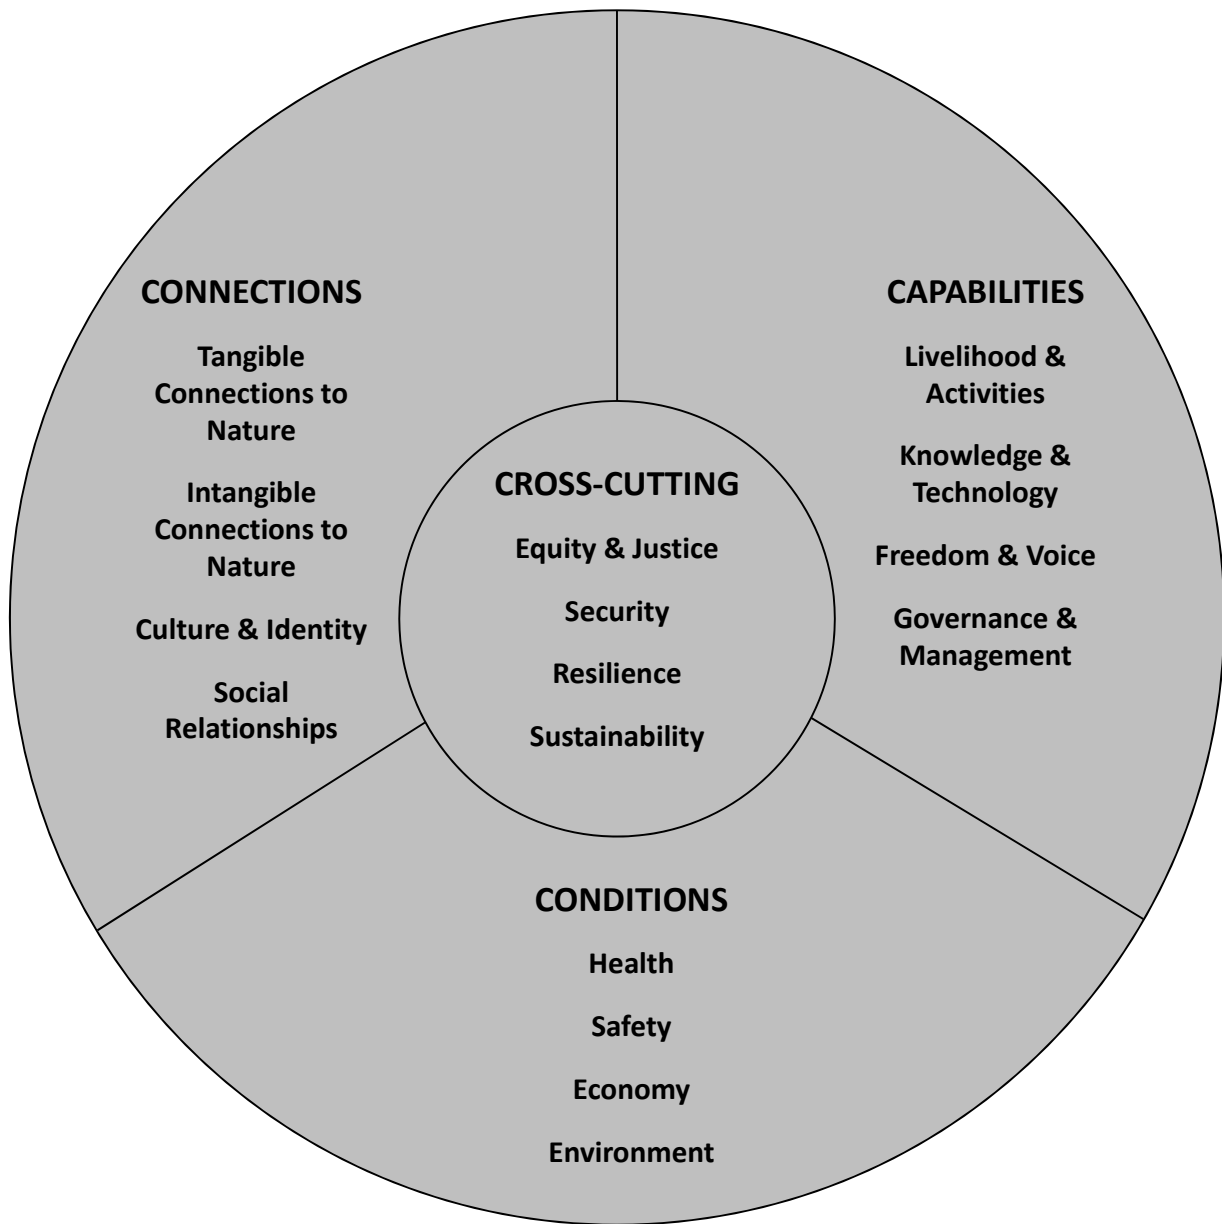 CONNECTIONS
Tangible
Connections to
Nature
Intangible
Connections to
Nature
Culture & Identity
Social
Relationships
CROSS-CUTTING
Equity & Justice
Security
Resilience
Sustainability
CAPABILITIES
Livelihood &
Activities
Knowledge &
Technology
Freedom & Voice
Governance &
Management
CONDITIONS
Health
Safety
Economy
Environment